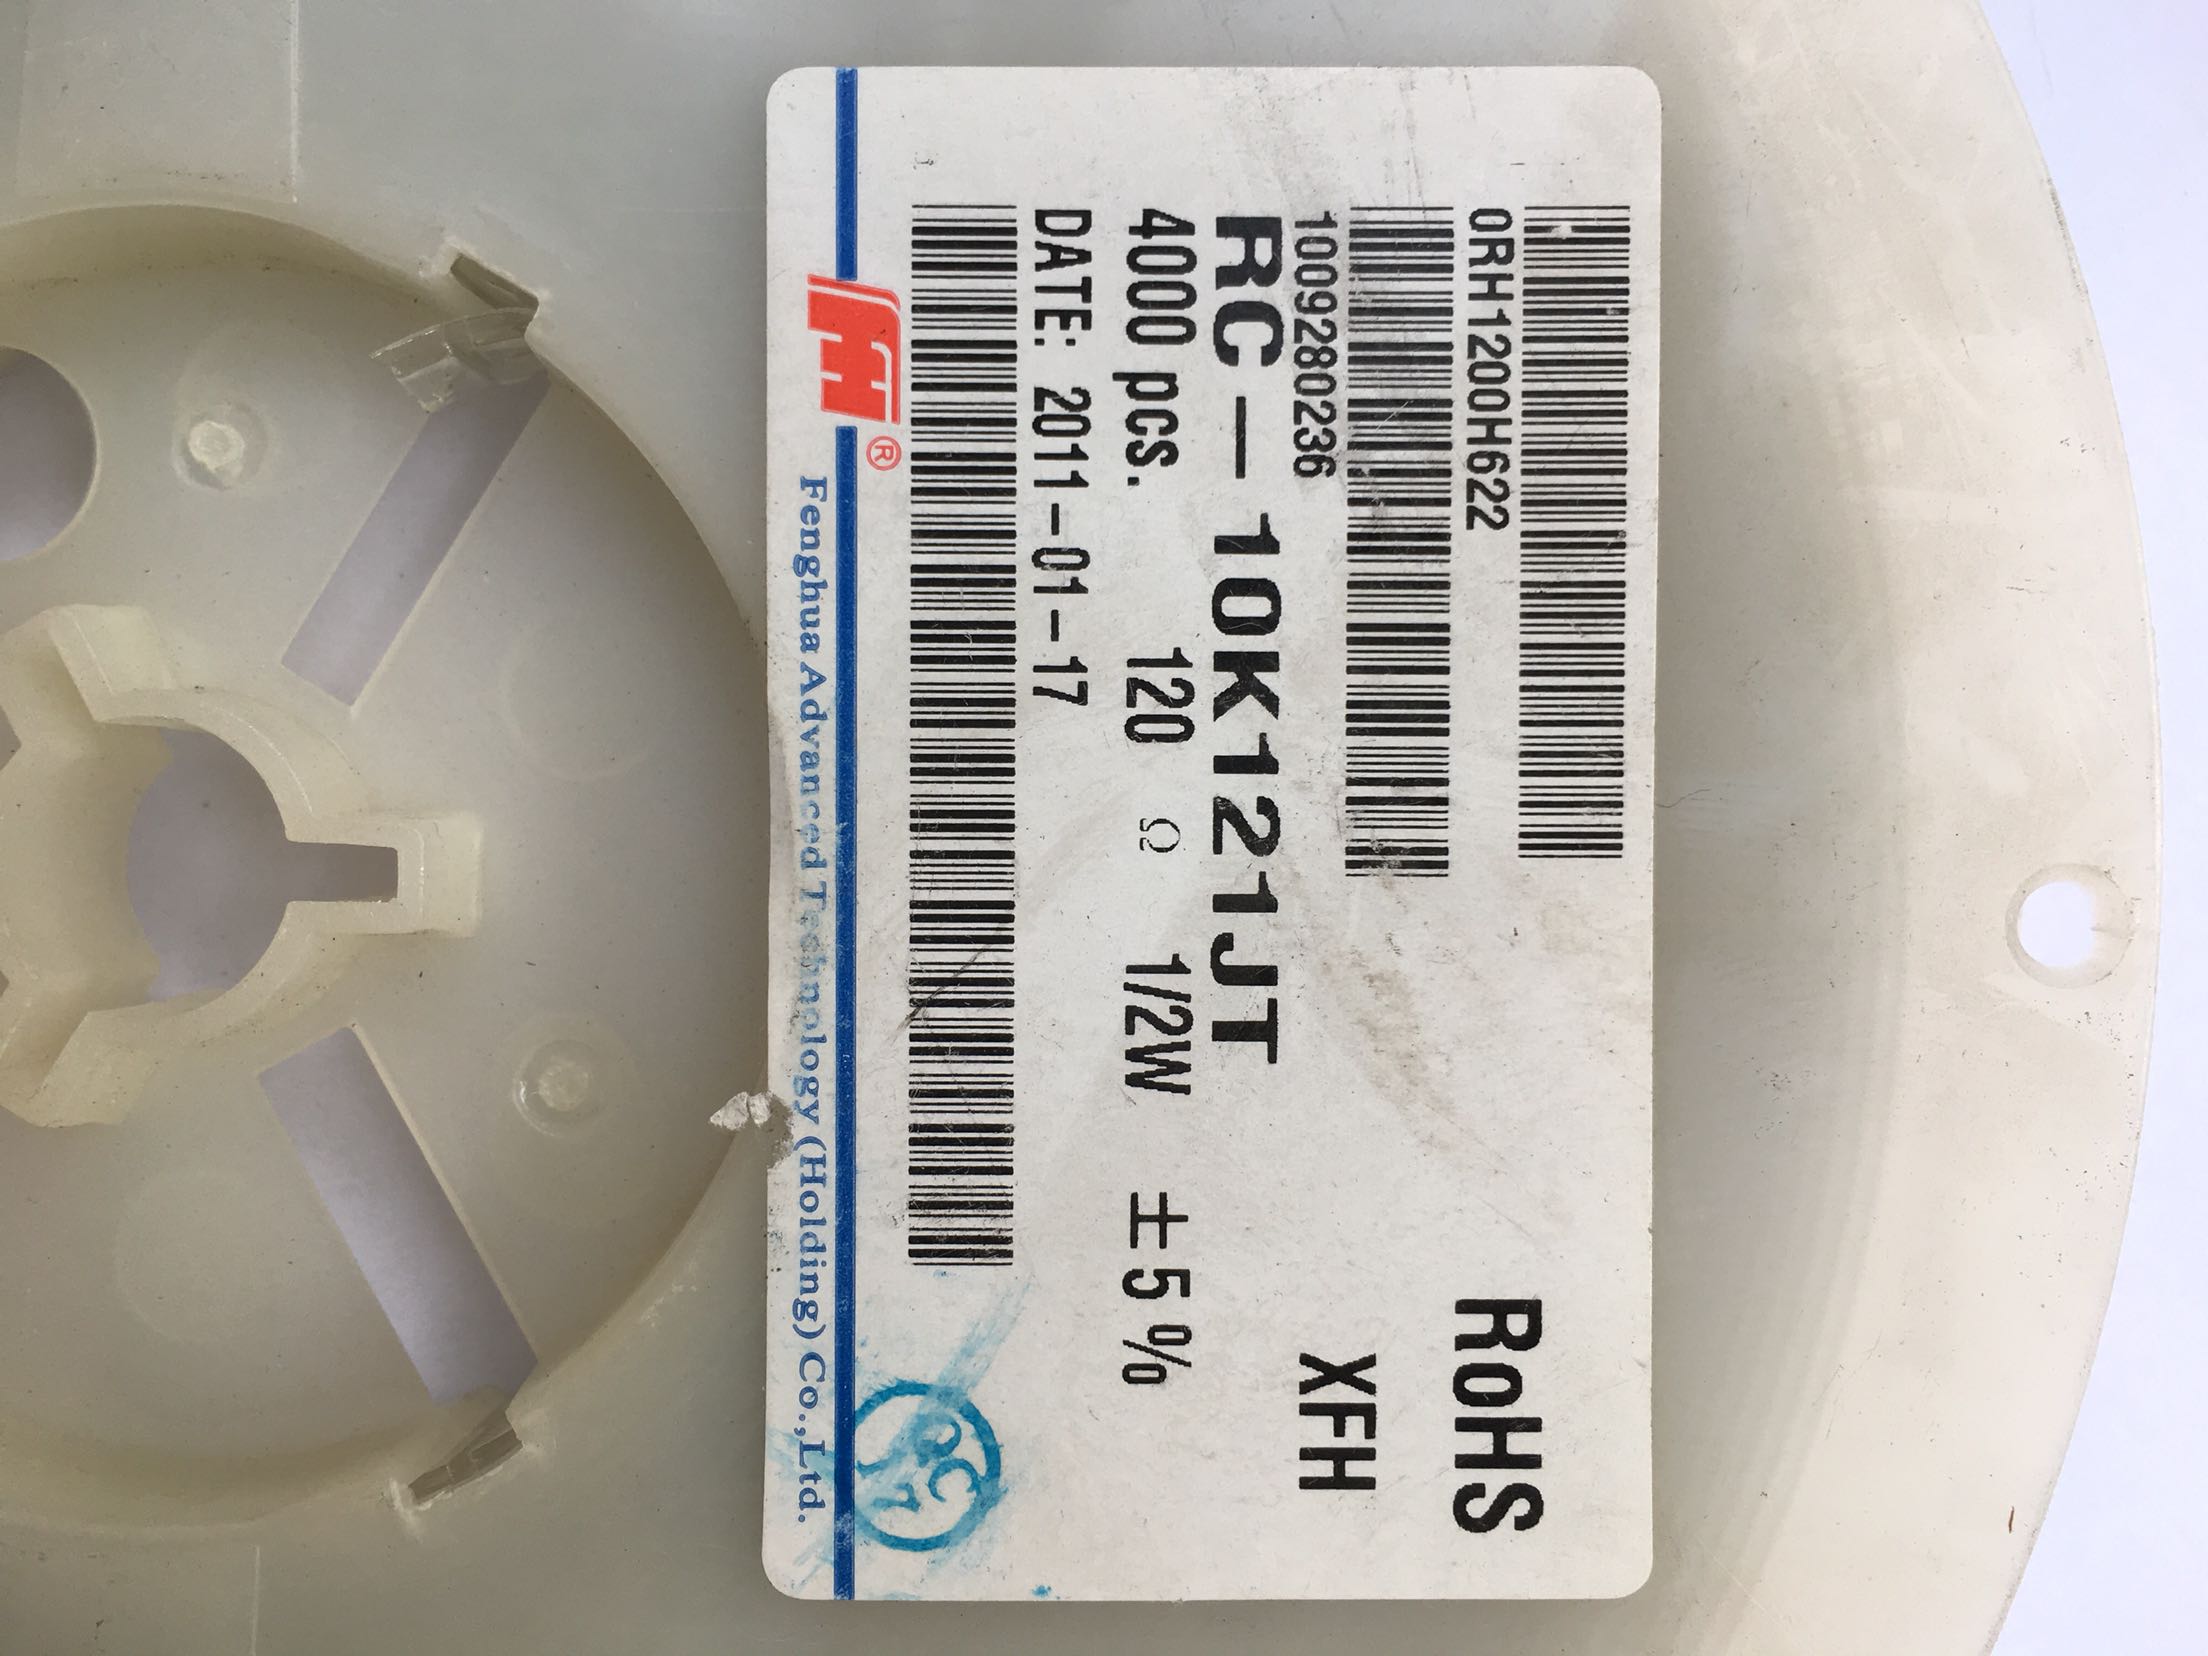 0RH1200H622
RoHS
1009280236
XFH
RC-10K121JT
4000 pcs. 120 Ω 1/2W ±5%
DATE: 2011-01-17
®
Fenghua Advanced Technology (Holding) Co.,Ltd.